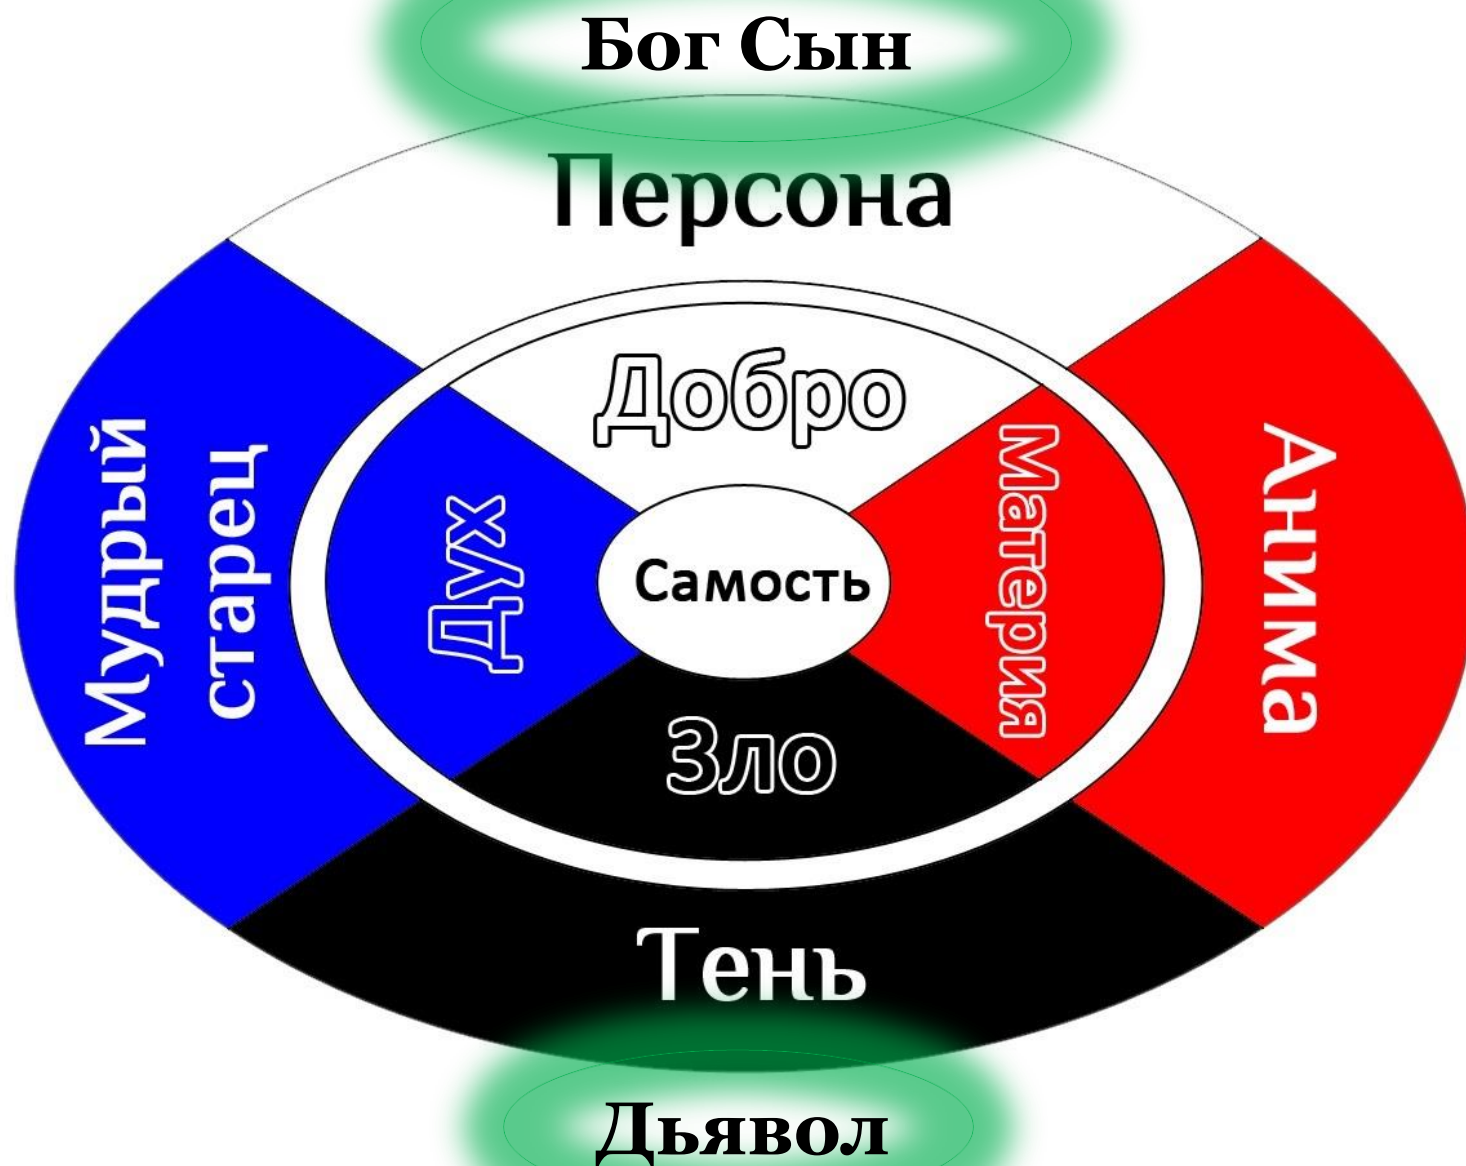 Бог Сын
Персона
Добро
Мудрый
старец
Дух
Самость
Материя
Анима
Зло
Тень
Дьявол